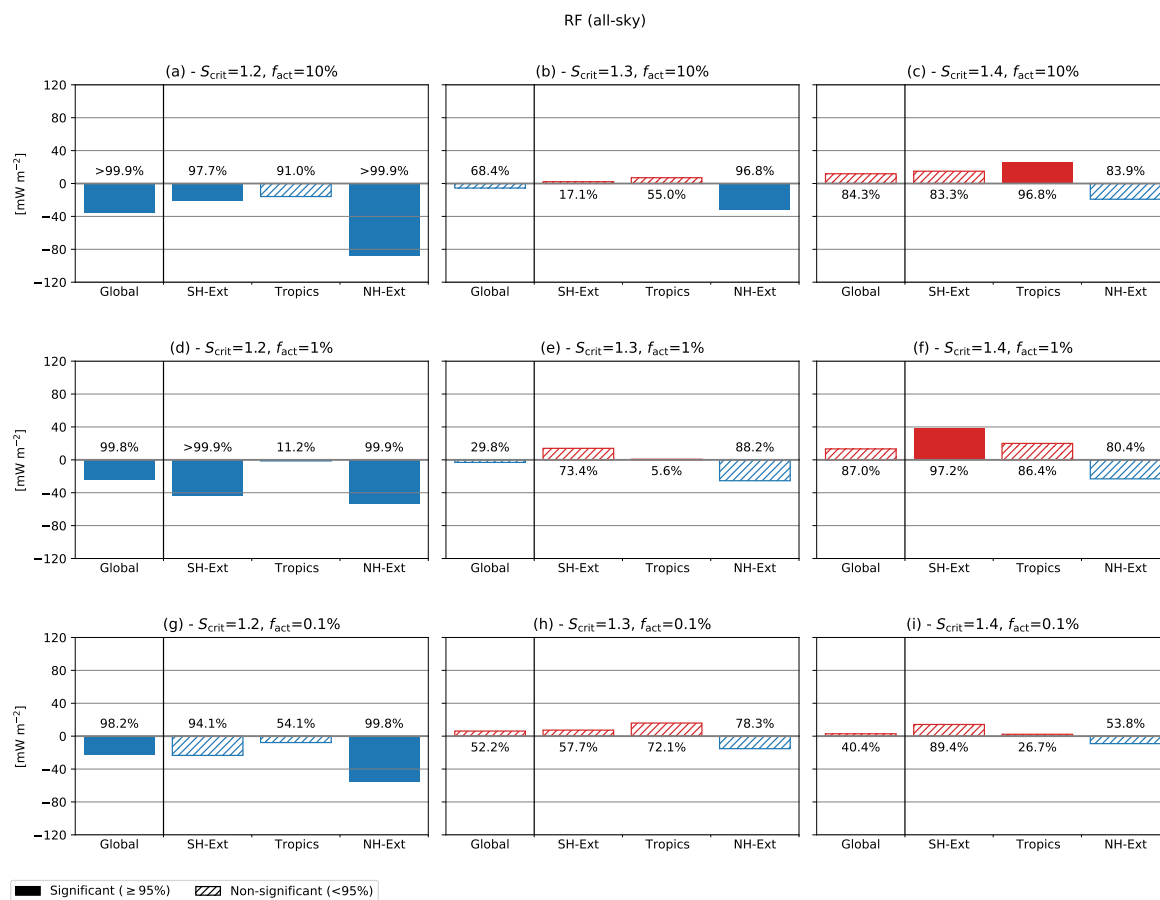 RF (all-sky)
(a) - S_crit=1.2, f_act=10%
(b) - S_crit=1.3, f_act=10%
(c) - S_crit=1.4, f_act=10%
120
80
40
0
−40
−80
−120
[mW m⁻²]
>99.9% 97.7% 91.0% >99.9%
68.4% 96.8%
17.1% 55.0%
83.9%
84.3% 83.3% 96.8%
Global SH-Ext Tropics NH-Ext
Global SH-Ext Tropics NH-Ext
Global SH-Ext Tropics NH-Ext
(d) - S_crit=1.2, f_act=1%
(e) - S_crit=1.3, f_act=1%
(f) - S_crit=1.4, f_act=1%
120
80
40
0
−40
−80
−120
[mW m⁻²]
99.8% >99.9% 11.2% 99.9%
29.8% 88.2%
73.4% 5.6%
80.4%
87.0% 97.2% 86.4%
Global SH-Ext Tropics NH-Ext
Global SH-Ext Tropics NH-Ext
Global SH-Ext Tropics NH-Ext
(g) - S_crit=1.2, f_act=0.1%
(h) - S_crit=1.3, f_act=0.1%
(i) - S_crit=1.4, f_act=0.1%
120
80
40
0
−40
−80
−120
[mW m⁻²]
98.2% 94.1% 54.1% 99.8%
78.3%
52.2% 57.7% 72.1%
53.8%
40.4% 89.4% 26.7%
Global SH-Ext Tropics NH-Ext
Global SH-Ext Tropics NH-Ext
Global SH-Ext Tropics NH-Ext
Significant (≥95%) Non-significant (<95%)